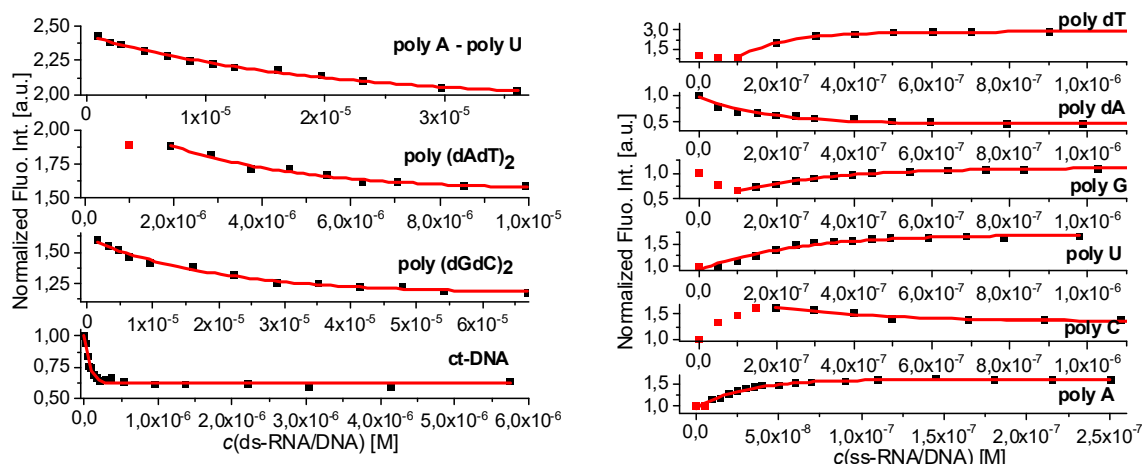 Normalized Fluo. Int. [a.u.]
2,50
2,25
2,00
poly A - poly U
0
1x10⁻⁵
2x10⁻⁵
3x10⁻⁵
2,00
1,75
1,50
poly (dAdT)₂
0,0
2,0x10⁻⁶
4,0x10⁻⁶
6,0x10⁻⁶
8,0x10⁻⁶
1,0x10⁻⁵
1,50
1,25
poly (dGdC)₂
0
1x10⁻⁵
2x10⁻⁵
3x10⁻⁵
4x10⁻⁵
5x10⁻⁵
6x10⁻⁵
1,00
0,75
0,50
ct-DNA
0,0
1,0x10⁻⁶
2,0x10⁻⁶
3,0x10⁻⁶
4,0x10⁻⁶
5,0x10⁻⁶
6,0x10⁻⁶
c(ds-RNA/DNA) [M]
Normalized Fluo. Int. [a.u.]
3,0
1,5
poly dT
0,0
2,0x10⁻⁷
4,0x10⁻⁷
6,0x10⁻⁷
8,0x10⁻⁷
1,0x10⁻⁶
1,0
0,5
poly dA
0,0
2,0x10⁻⁷
4,0x10⁻⁷
6,0x10⁻⁷
8,0x10⁻⁷
1,0x10⁻⁶
1,0
0,5
poly G
0,0
2,0x10⁻⁷
4,0x10⁻⁷
6,0x10⁻⁷
8,0x10⁻⁷
1,0x10⁻⁶
1,5
1,0
poly U
0,0
2,0x10⁻⁷
4,0x10⁻⁷
6,0x10⁻⁷
8,0x10⁻⁷
1,0x10⁻⁶
1,5
1,0
poly C
0,0
2,0x10⁻⁷
4,0x10⁻⁷
6,0x10⁻⁷
8,0x10⁻⁷
1,0x10⁻⁶
1,5
1,0
poly A
0,0
5,0x10⁻⁸
1,0x10⁻⁷
1,5x10⁻⁷
2,0x10⁻⁷
2,5x10⁻⁷
c(ss-RNA/DNA) [M]